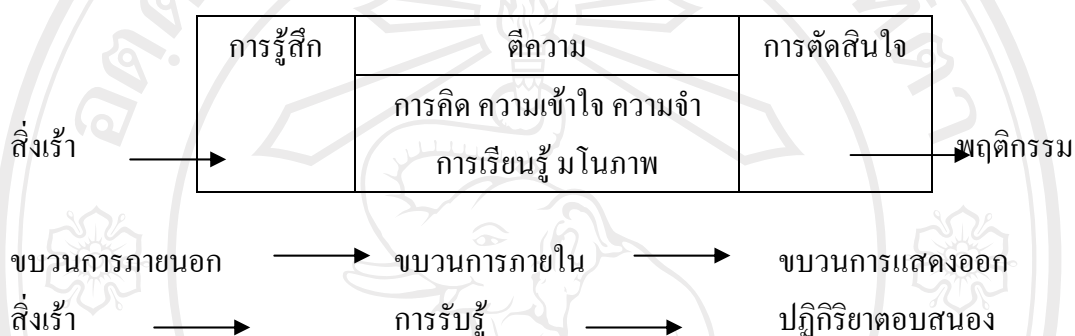 การรู้สึก ตีความ การตัดสินใจ
การคิด ความเข้าใจ ความจำ
สิ่งเร้า พฤติกรรม
การเรียนรู้ มโนภาพ
ขบวนการภายนอก ขบวนการภายใน ขบวนการแสดงออก
สิ่งเร้า การรับรู้ ปฏิกิริยาตอบสนอง